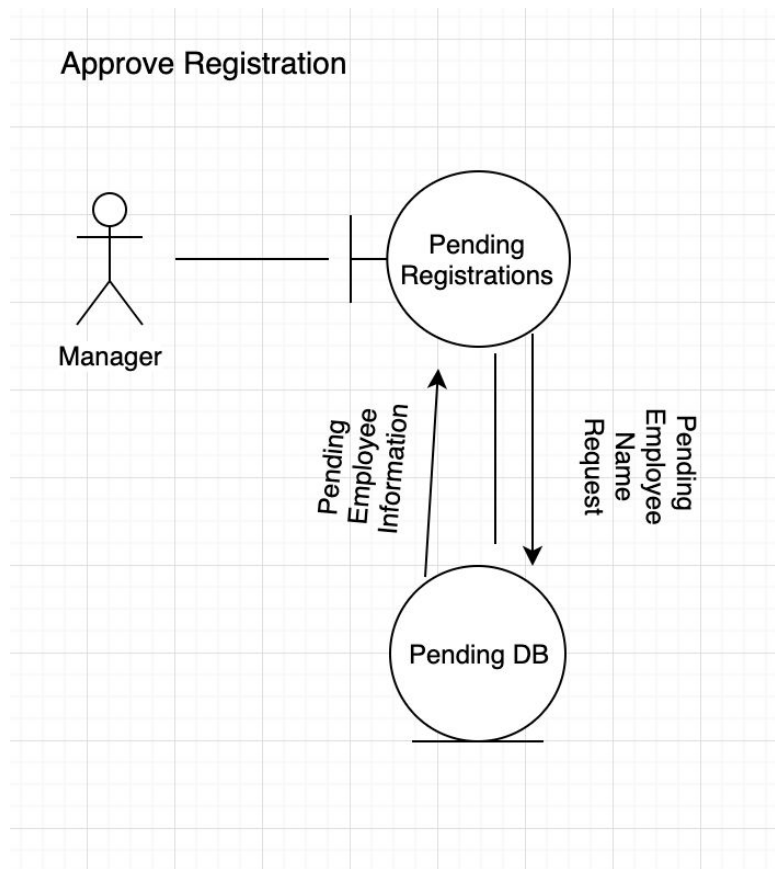 Approve Registration
Pending
Registrations
Manager
Pending
Employee
Information
Pending
Employee
Name
Request
Pending DB